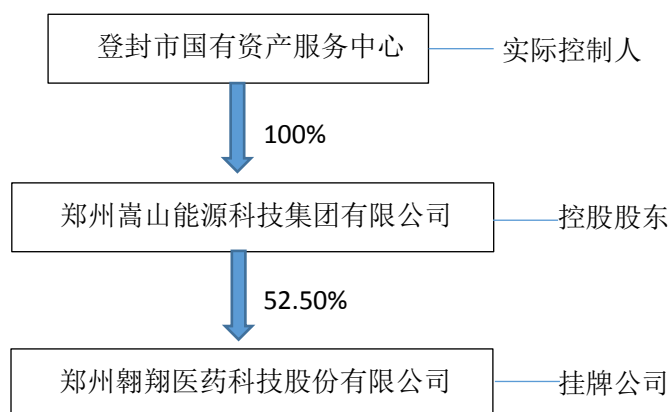 登封市国有资产服务中心
实际控制人
100%
郑州嵩山能源科技集团有限公司
控股股东
52.50%
郑州翱翔医药科技股份有限公司
挂牌公司